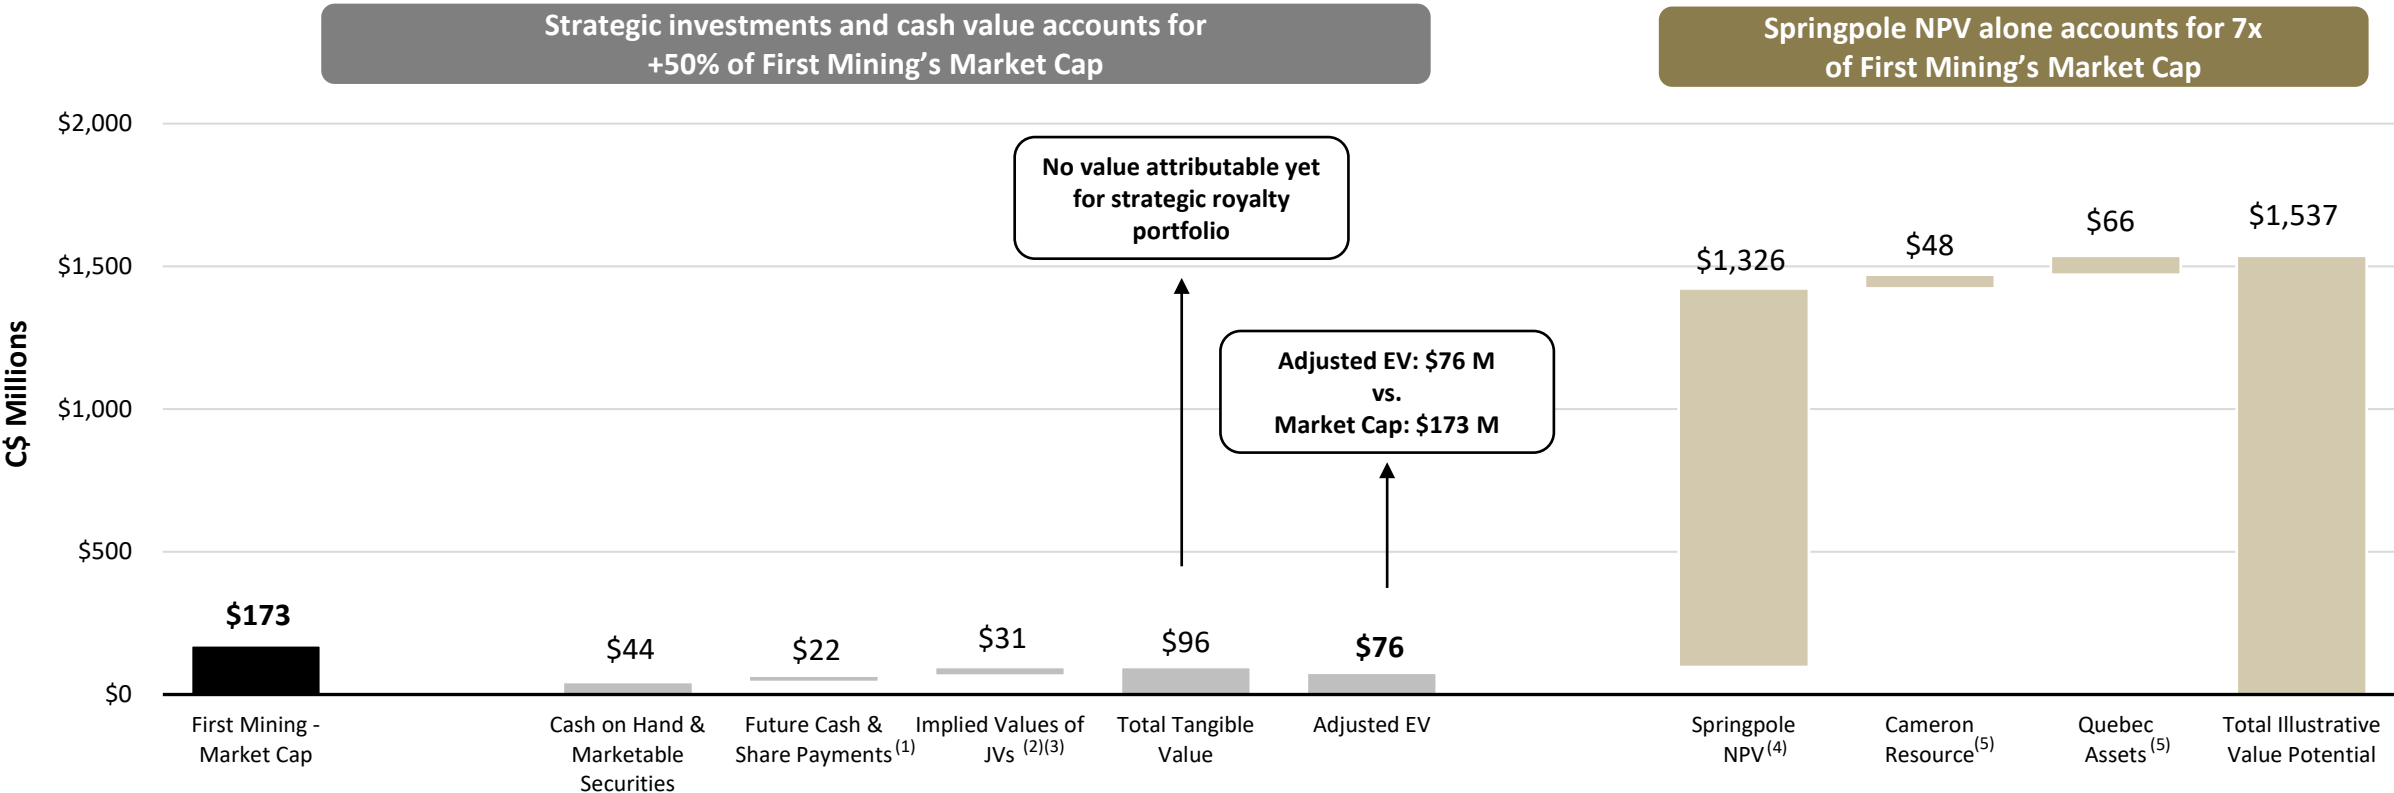 Strategic investments and cash value accounts for
+50% of First Mining’s Market Cap
Springpole NPV alone accounts for 7x
of First Mining’s Market Cap
C$ Millions
$2,000
$1,500
$1,000
$500
$0
No value attributable yet
for strategic royalty
portfolio
Adjusted EV: $76 M
vs.
Market Cap: $173 M
$173
$44
$22
$31
$96
$76
$1,326
$48
$66
$1,537
First Mining -
Market Cap
Cash on Hand &
Marketable
Securities
Future Cash &
Share Payments (1)
Implied Values of
JVs (2)(3)
Total Tangible
Value
Adjusted EV
Springpole
NPV (4)
Cameron
Resource(5)
Quebec
Assets (5)
Total Illustrative
Value Potential